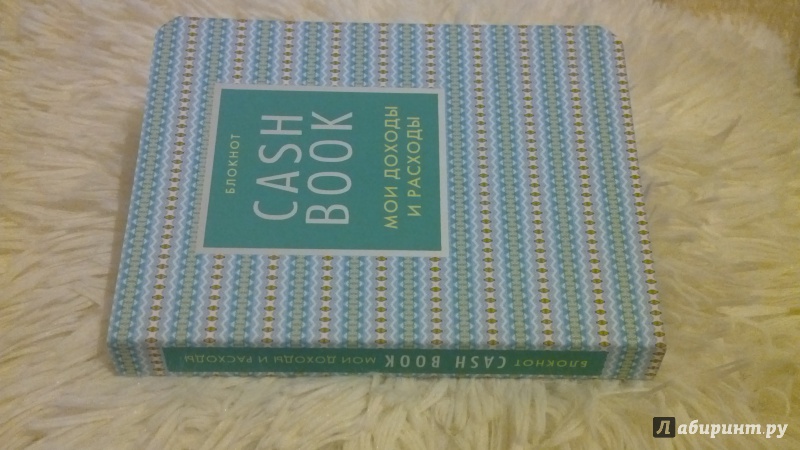 БЛОКНОТ
CASH
BOOK
МОИ ДОХОДЫ
И РАСХОДЫ
БЛОКНОТ CASH BOOK МОИ ДОХОДЫ И РАСХОДЫ
Лабиринт.ру